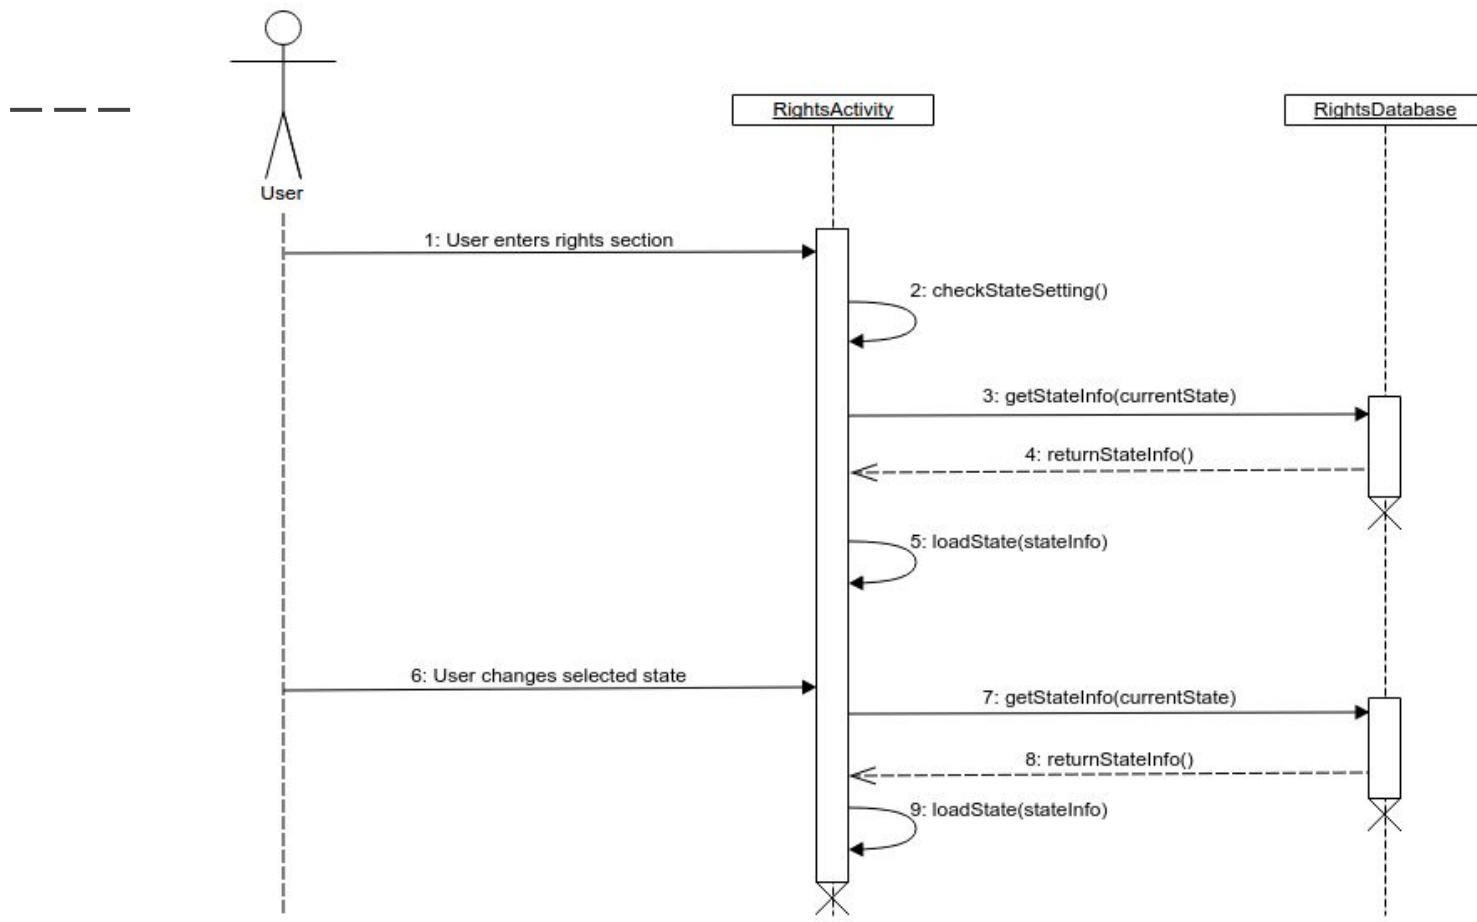 RightsActivity
RightsDatabase
User
1: User enters rights section
2: checkStateSetting()
3: getStateInfo(currentState)
4: returnStateInfo()
5: loadState(stateInfo)
6: User changes selected state
7: getStateInfo(currentState)
8: returnStateInfo()
9: loadState(stateInfo)